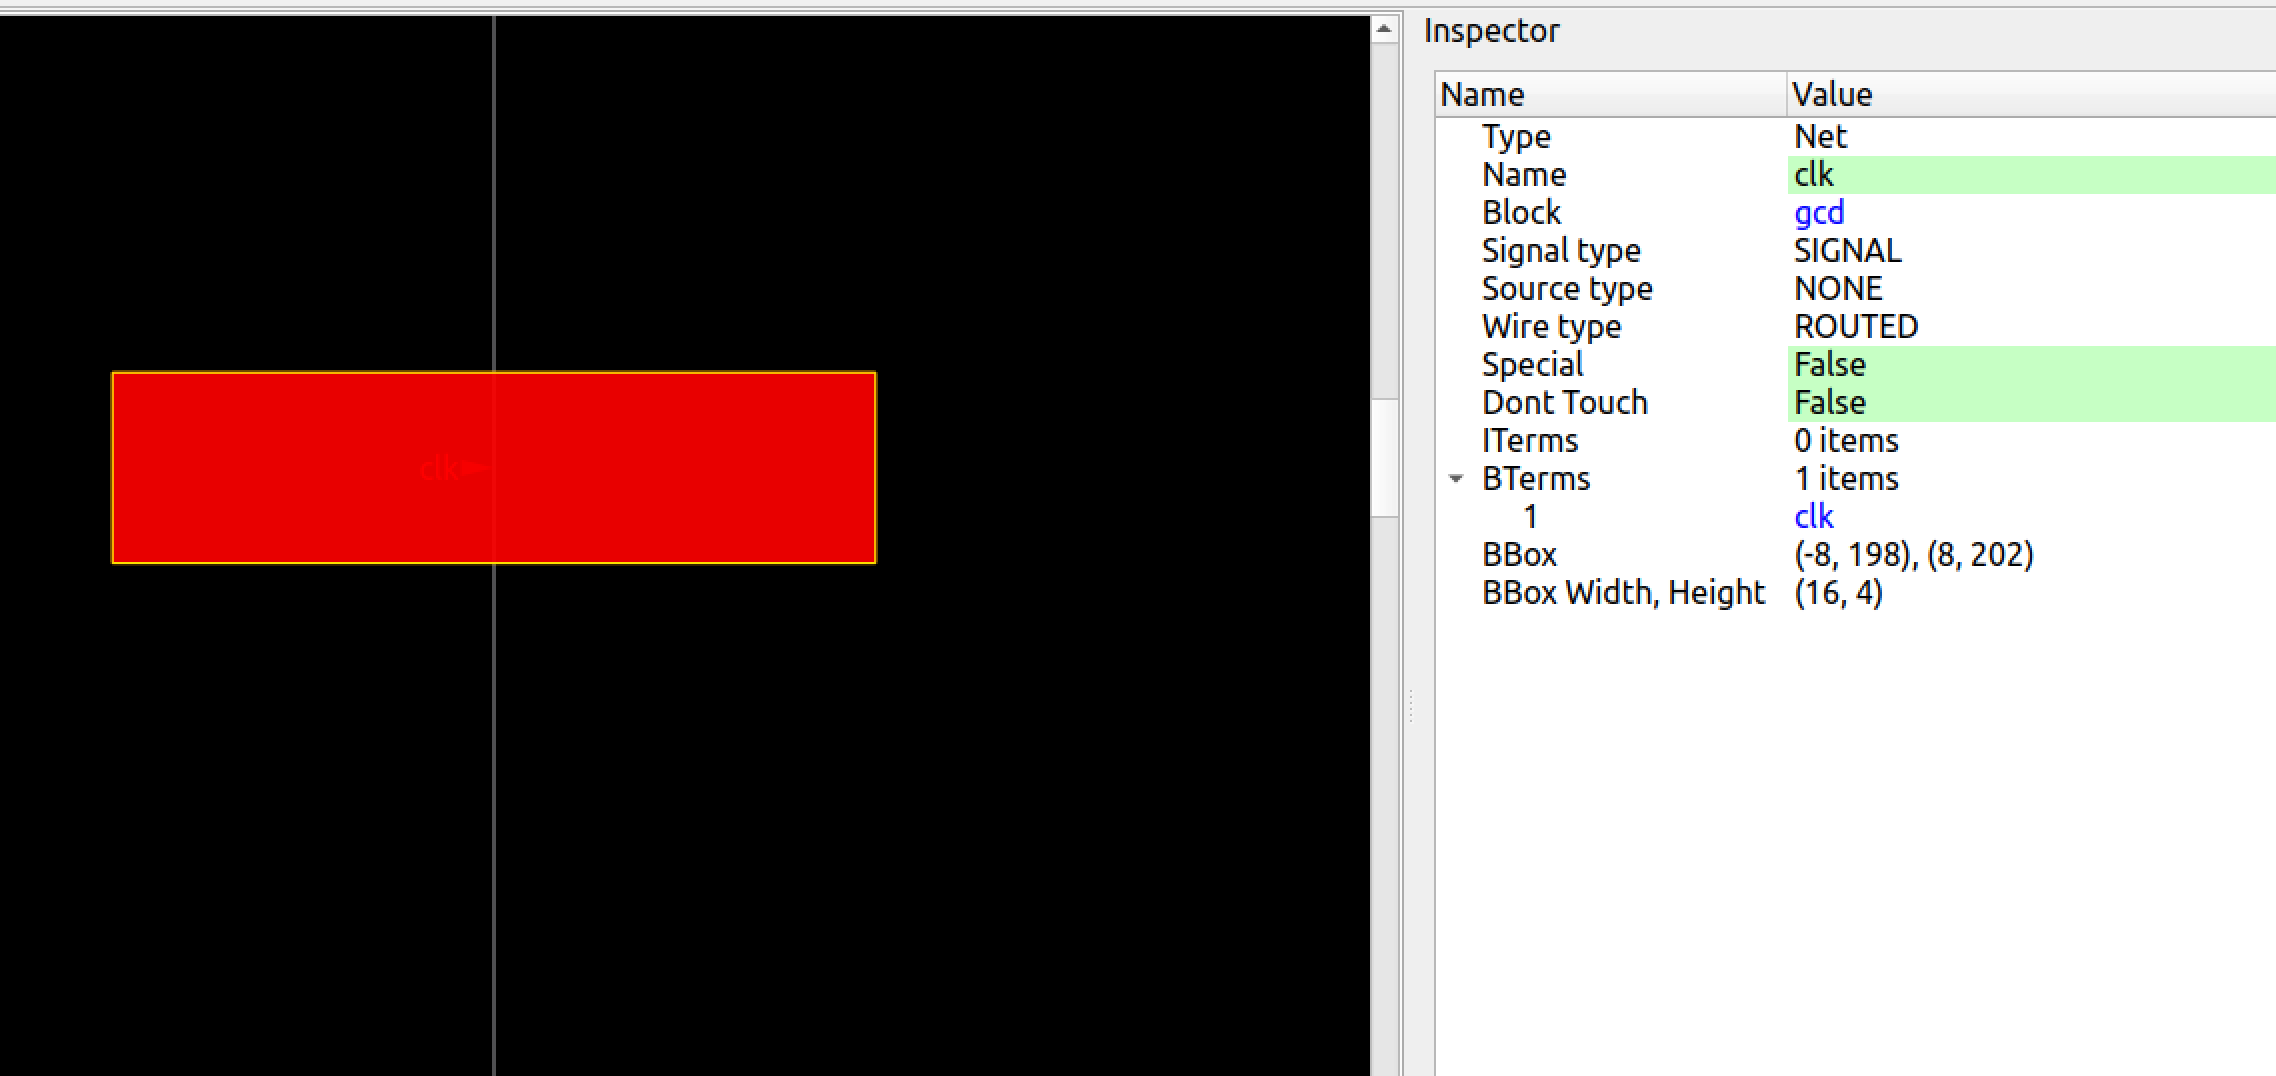 Inspector
Name Value
Type Net
Name clk
Block gcd
Signal type SIGNAL
Source type NONE
Wire type ROUTED
Special False
Dont Touch False
ITerms 0 items
BTerms 1 items
1 clk
BBox (-8, 198), (8, 202)
BBox Width, Height (16, 4)
clk